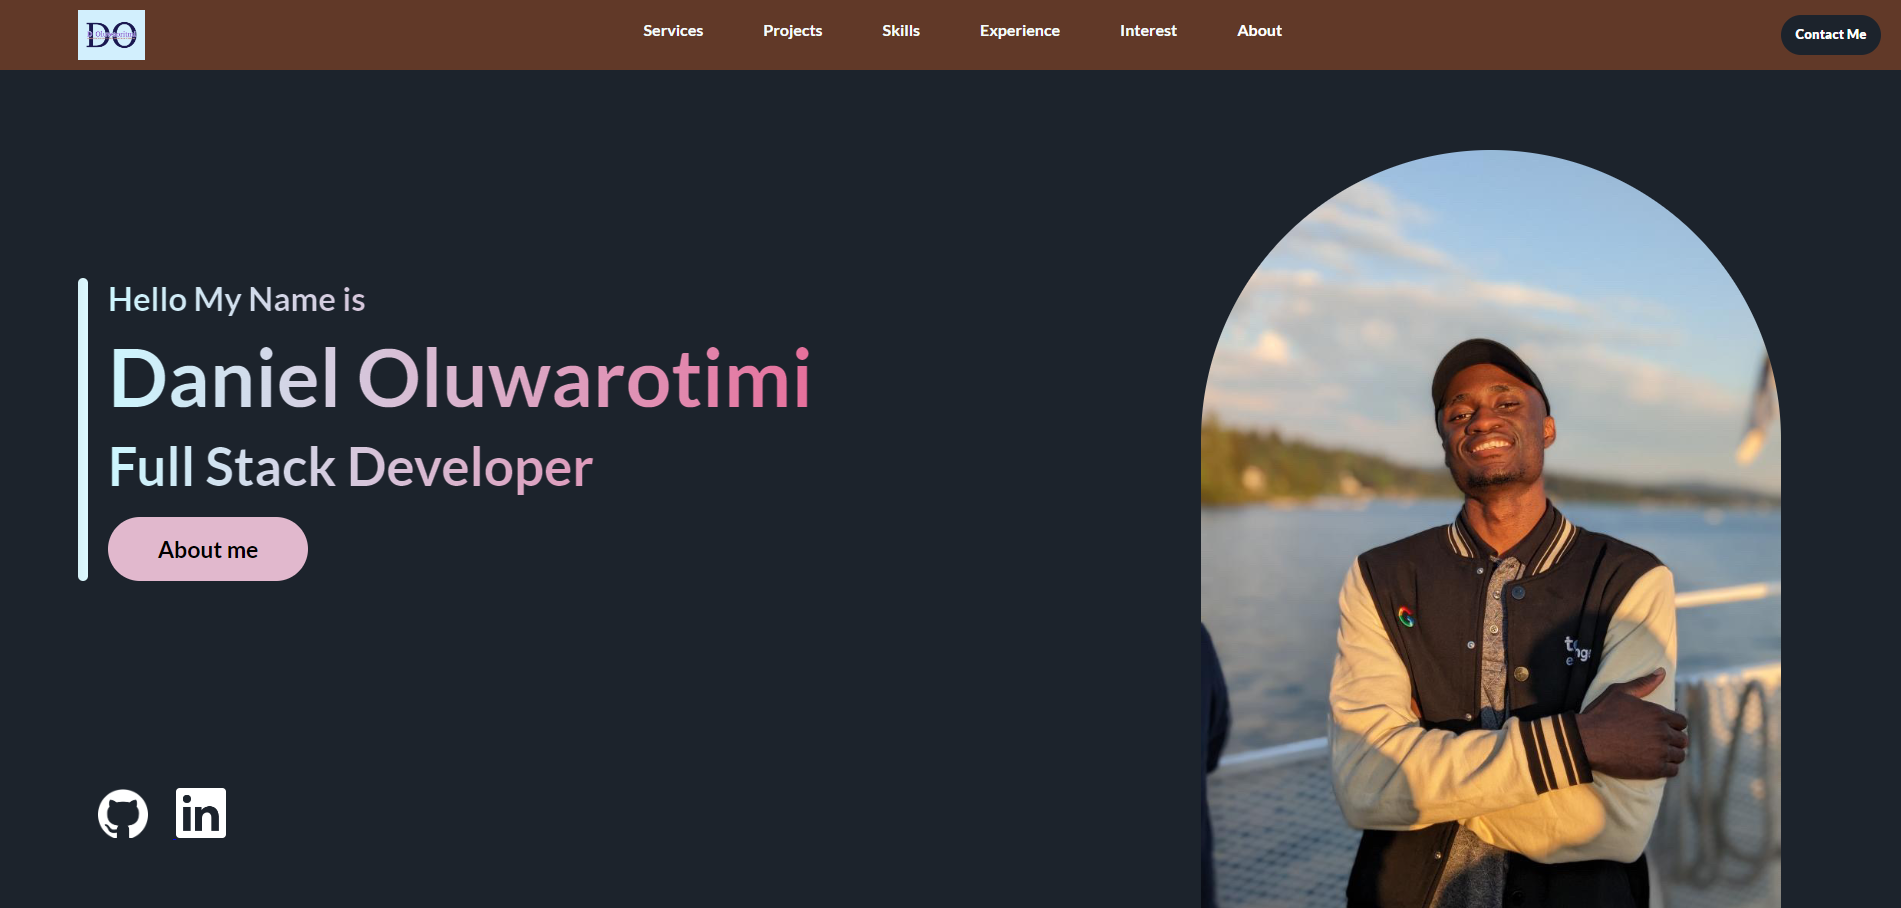 DO
Services
Projects
Skills
Experience
Interest
About
Contact Me
Hello My Name is
Daniel Oluwarotimi
Full Stack Developer
About me
in